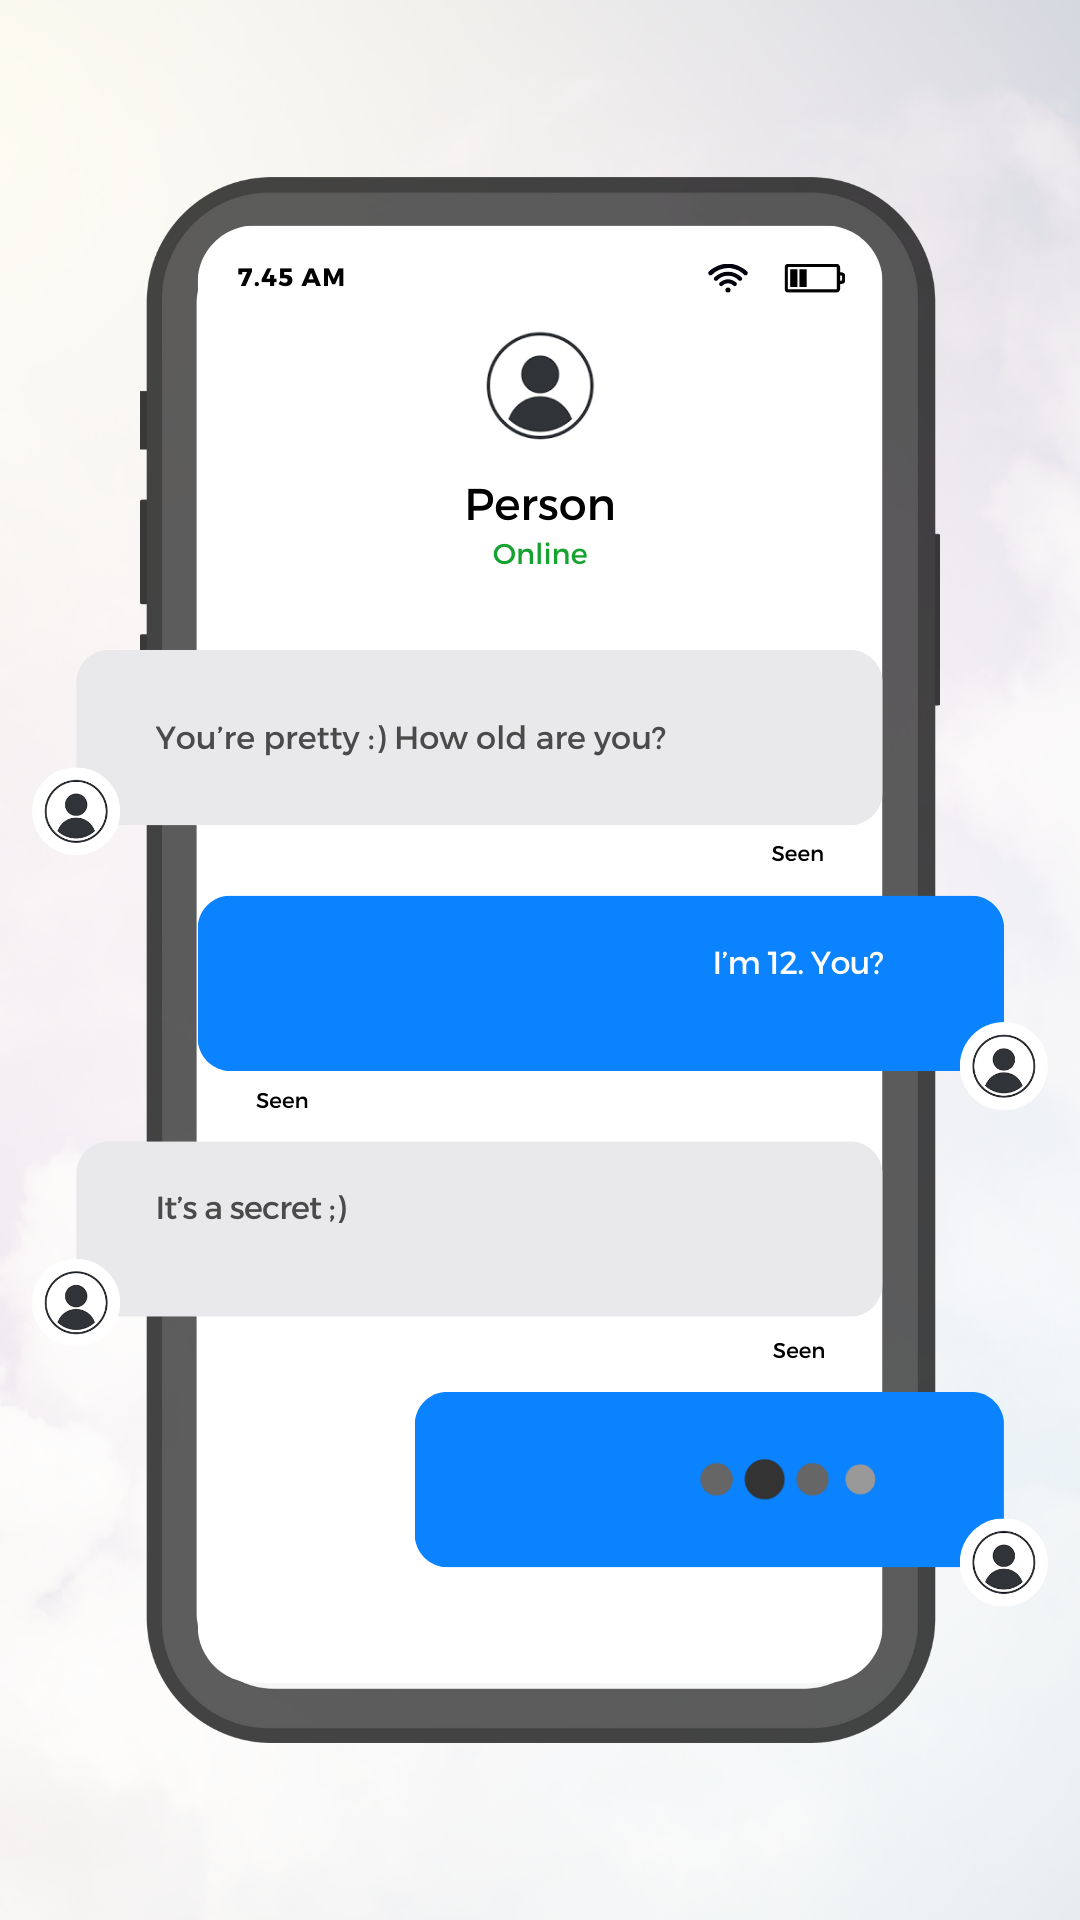 7.45 AM
Person
Online
You’re pretty :) How old are you?
Seen
I’m 12. You?
Seen
It’s a secret ;)
Seen